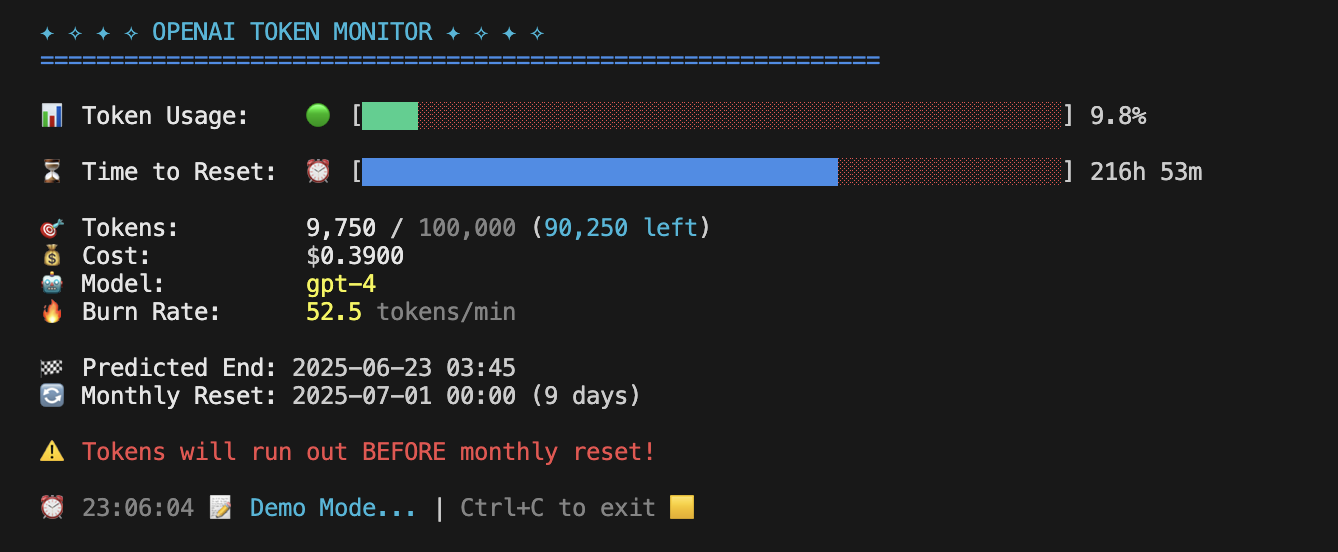 ✦ ✧ ✦ ✧ OPENAI TOKEN MONITOR ✦ ✧ ✦ ✧
============================================================
📊 Token Usage: 🟢 [] 9.8%
⏳ Time to Reset: ⏰ [] 216h 53m
🎯 Tokens: 9,750 / 100,000 (90,250 left)
💰 Cost: $0.3900
🤖 Model: gpt-4
🔥 Burn Rate: 52.5 tokens/min
🏁 Predicted End: 2025-06-23 03:45
🔄 Monthly Reset: 2025-07-01 00:00 (9 days)
⚠️ Tokens will run out BEFORE monthly reset!
⏰ 23:06:04 📝 Demo Mode... | Ctrl+C to exit 🟨